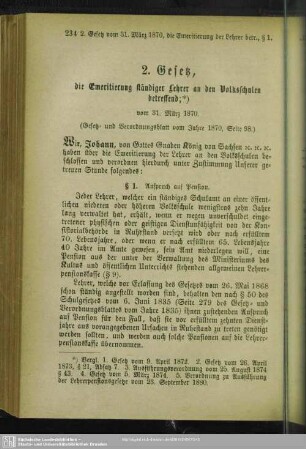 234 2. Gesetz vom 31. März 1870, die Emeritierung der Lehrer betr., § 1.
2. Gesetz,
die Emeritierung ständiger Lehrer an den Volksschulen
betreffend;*)
vom 31. März 1870.
(Gesetz- und Verordnungsblatt vom Jahre 1870, Seite 98.)
Wir, Johann, von Gottes Gnaden König von Sachsen ꝛc. ꝛc. ꝛc.
haben über die Emeritierung der Lehrer an den Volksschulen be-
schlossen und verordnen hierdurch unter Zustimmung Unserer ge-
treuen Stände folgendes:
§ 1. Anspruch auf Pension.
Jeder Lehrer, welcher ein ständiges Schulamt an einer öffent-
lichen niederen oder höheren Volksschule wenigstens zehn Jahre
lang verwaltet hat, erhält, wenn er wegen unverschuldet einge-
tretener physischer oder geistiger Dienstunfähigkeit von der Kon-
sistorialbehörde in Ruhestand versetzt wird oder nach erfülltem
70. Lebensjahre, oder wenn er nach erfülltem 65. Lebensjahre
40 Jahre im Amte gewesen, sein Amt niederlegen will, eine
Pension aus der unter der Verwaltung des Ministeriums des
Kultus und öffentlichen Unterrichts stehenden allgemeinen Lehrer-
pensionskasse (§ 9).
Lehrer, welche vor Erlassung des Gesetzes vom 26. Mai 1868
schon ständig angestellt worden sind, behalten den nach § 50 des
Schulgesetzes vom 6. Juni 1835 (Seite 279 des Gesetz- und
Verordnungsblattes vom Jahre 1835) ihnen zustehenden Anspruch
auf Pension für den Fall, daß sie vor erfülltem zehnten Dienst-
jahre aus vorangegebenen Ursachen in Ruhestand zu treten genötigt
werden sollten, und werden auch solche Pensionen auf die Lehrer-
pensionskasse übernommen.
*) Vergl. 1. Gesetz vom 9. April 1872. 2. Gesetz vom 26. April
1873, § 21, Absatz 7. 3. Ausführungsverordnung vom 25. August 1874
§ 43. 4. Gesetz vom 5. März 1874. 5. Verordnung zu Ausführung
der Lehrerpensionsgesetze vom 23. September 1880.